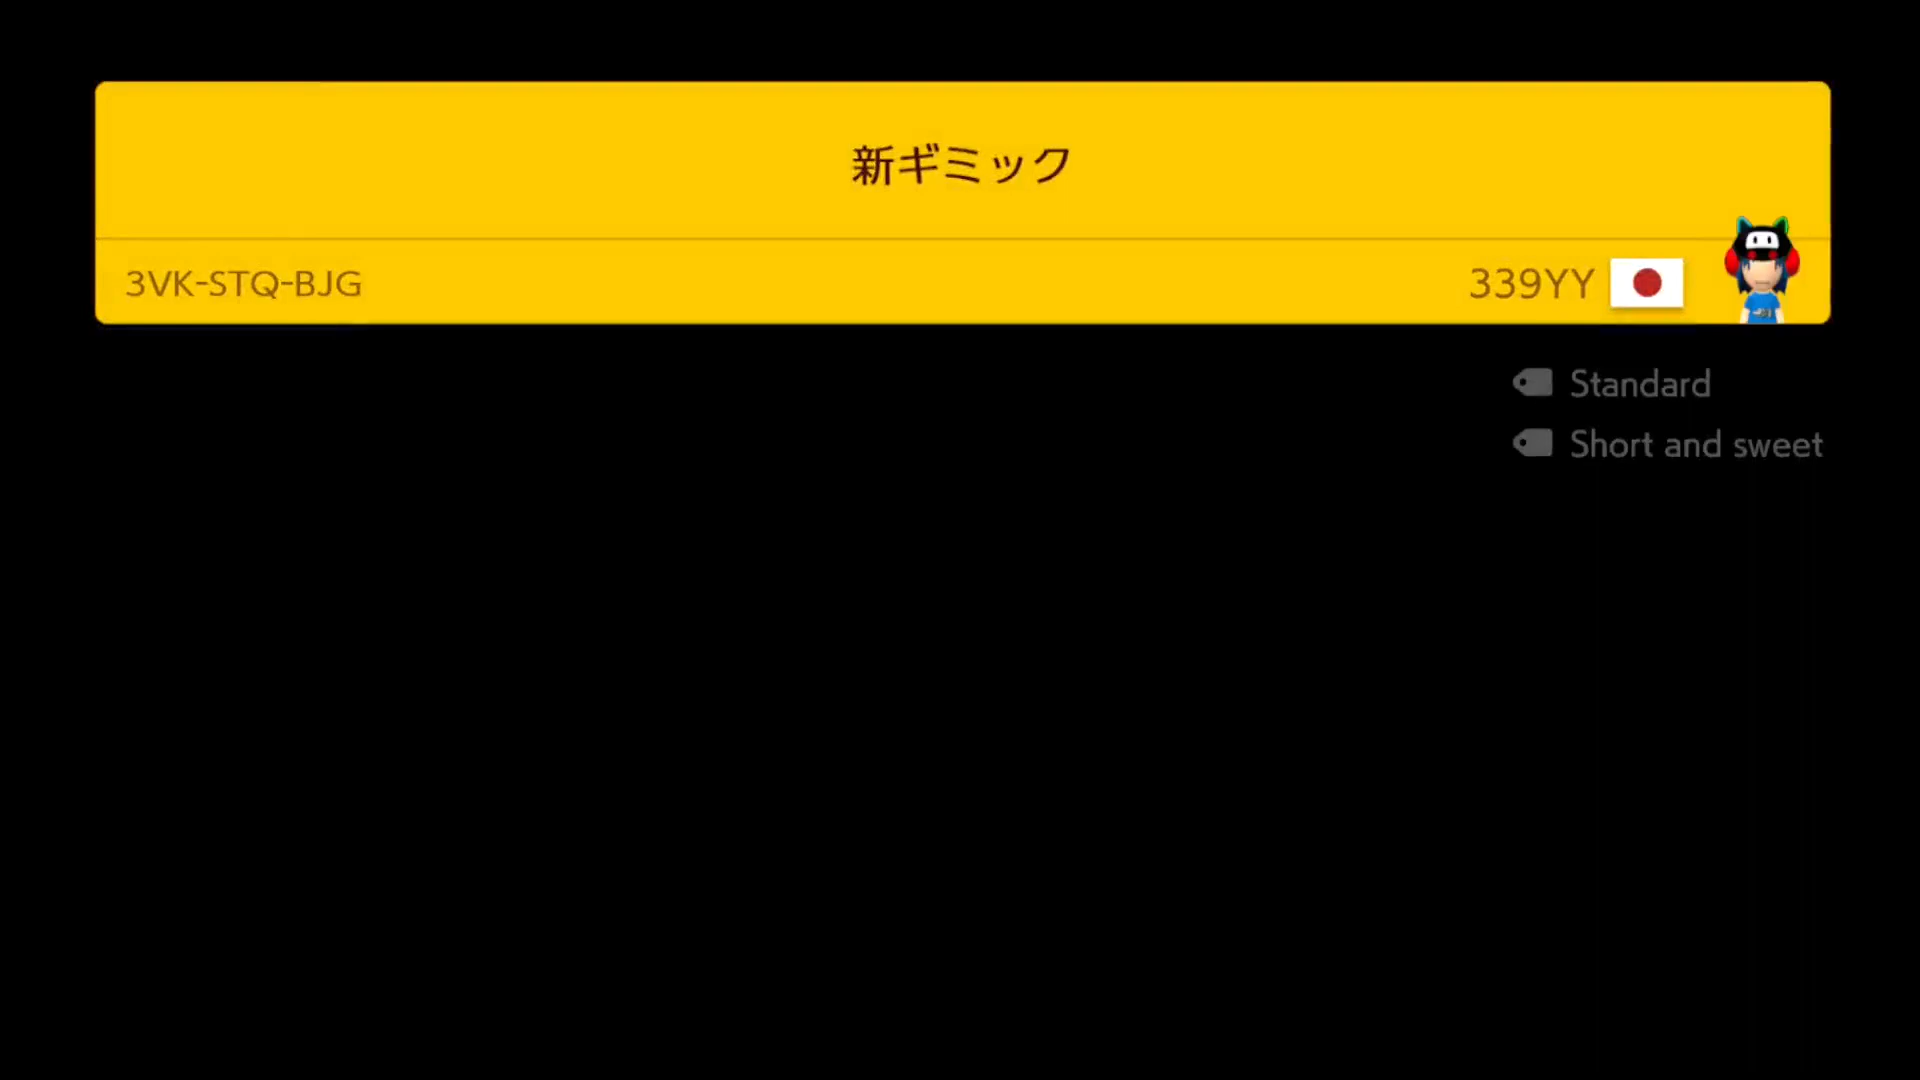 新ギミック
3VK-STQ-BJG
339YY
Standard
Short and sweet